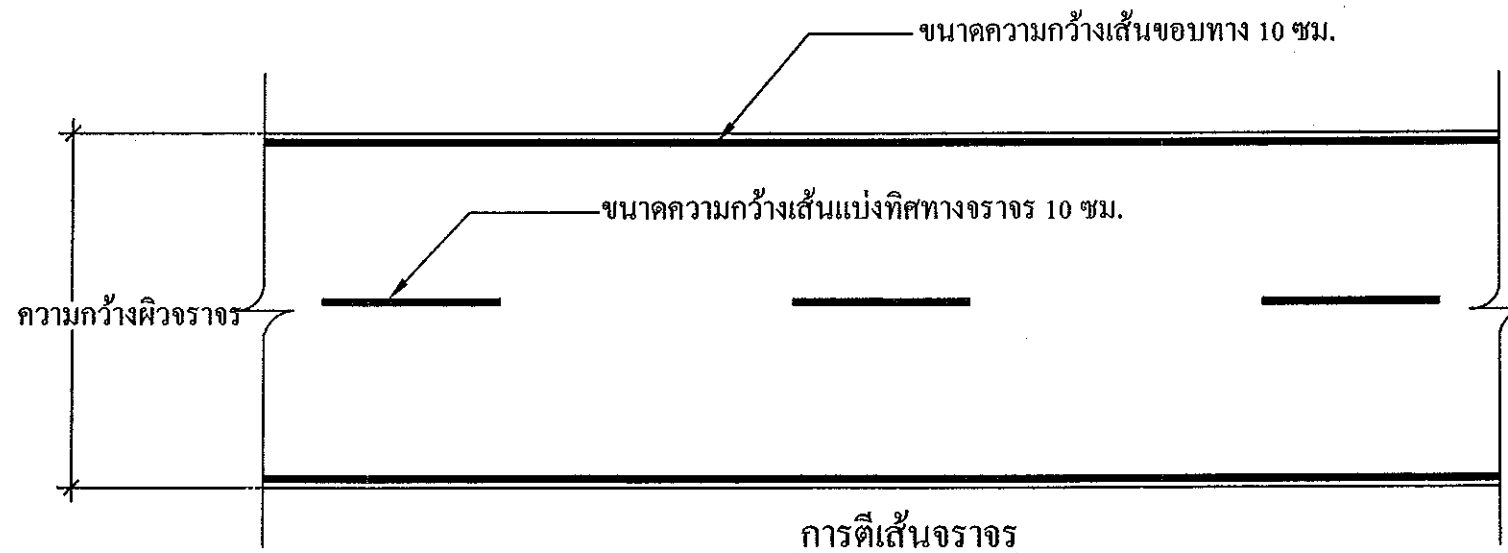 ขนาดความกว้างเส้นขอบทาง 10 ซม.
ขนาดความกว้างเส้นแบ่งทิศทางจราจร 10 ซม.
ความกว้างผิวจราจร
การตีเส้นจราจร